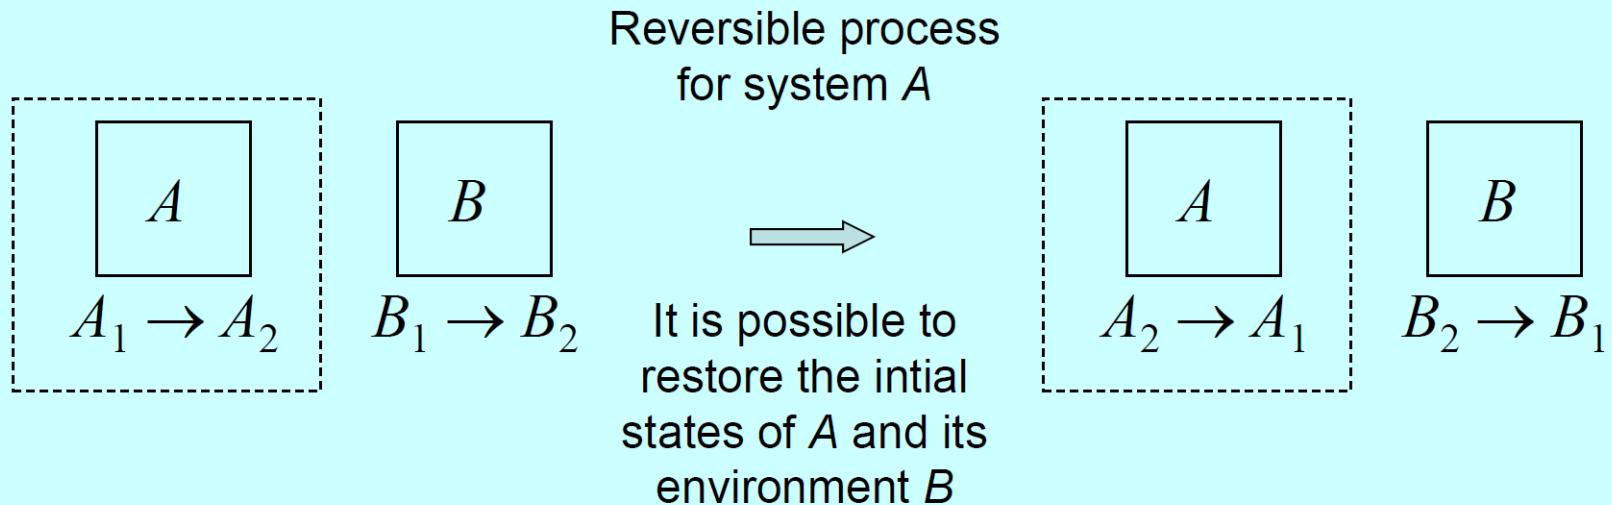 Reversible process
for system A
A B
A₁ → A₂ B₁ → B₂
It is possible to
restore the intial
states of A and its
environment B
A B
A₂ → A₁ B₂ → B₁